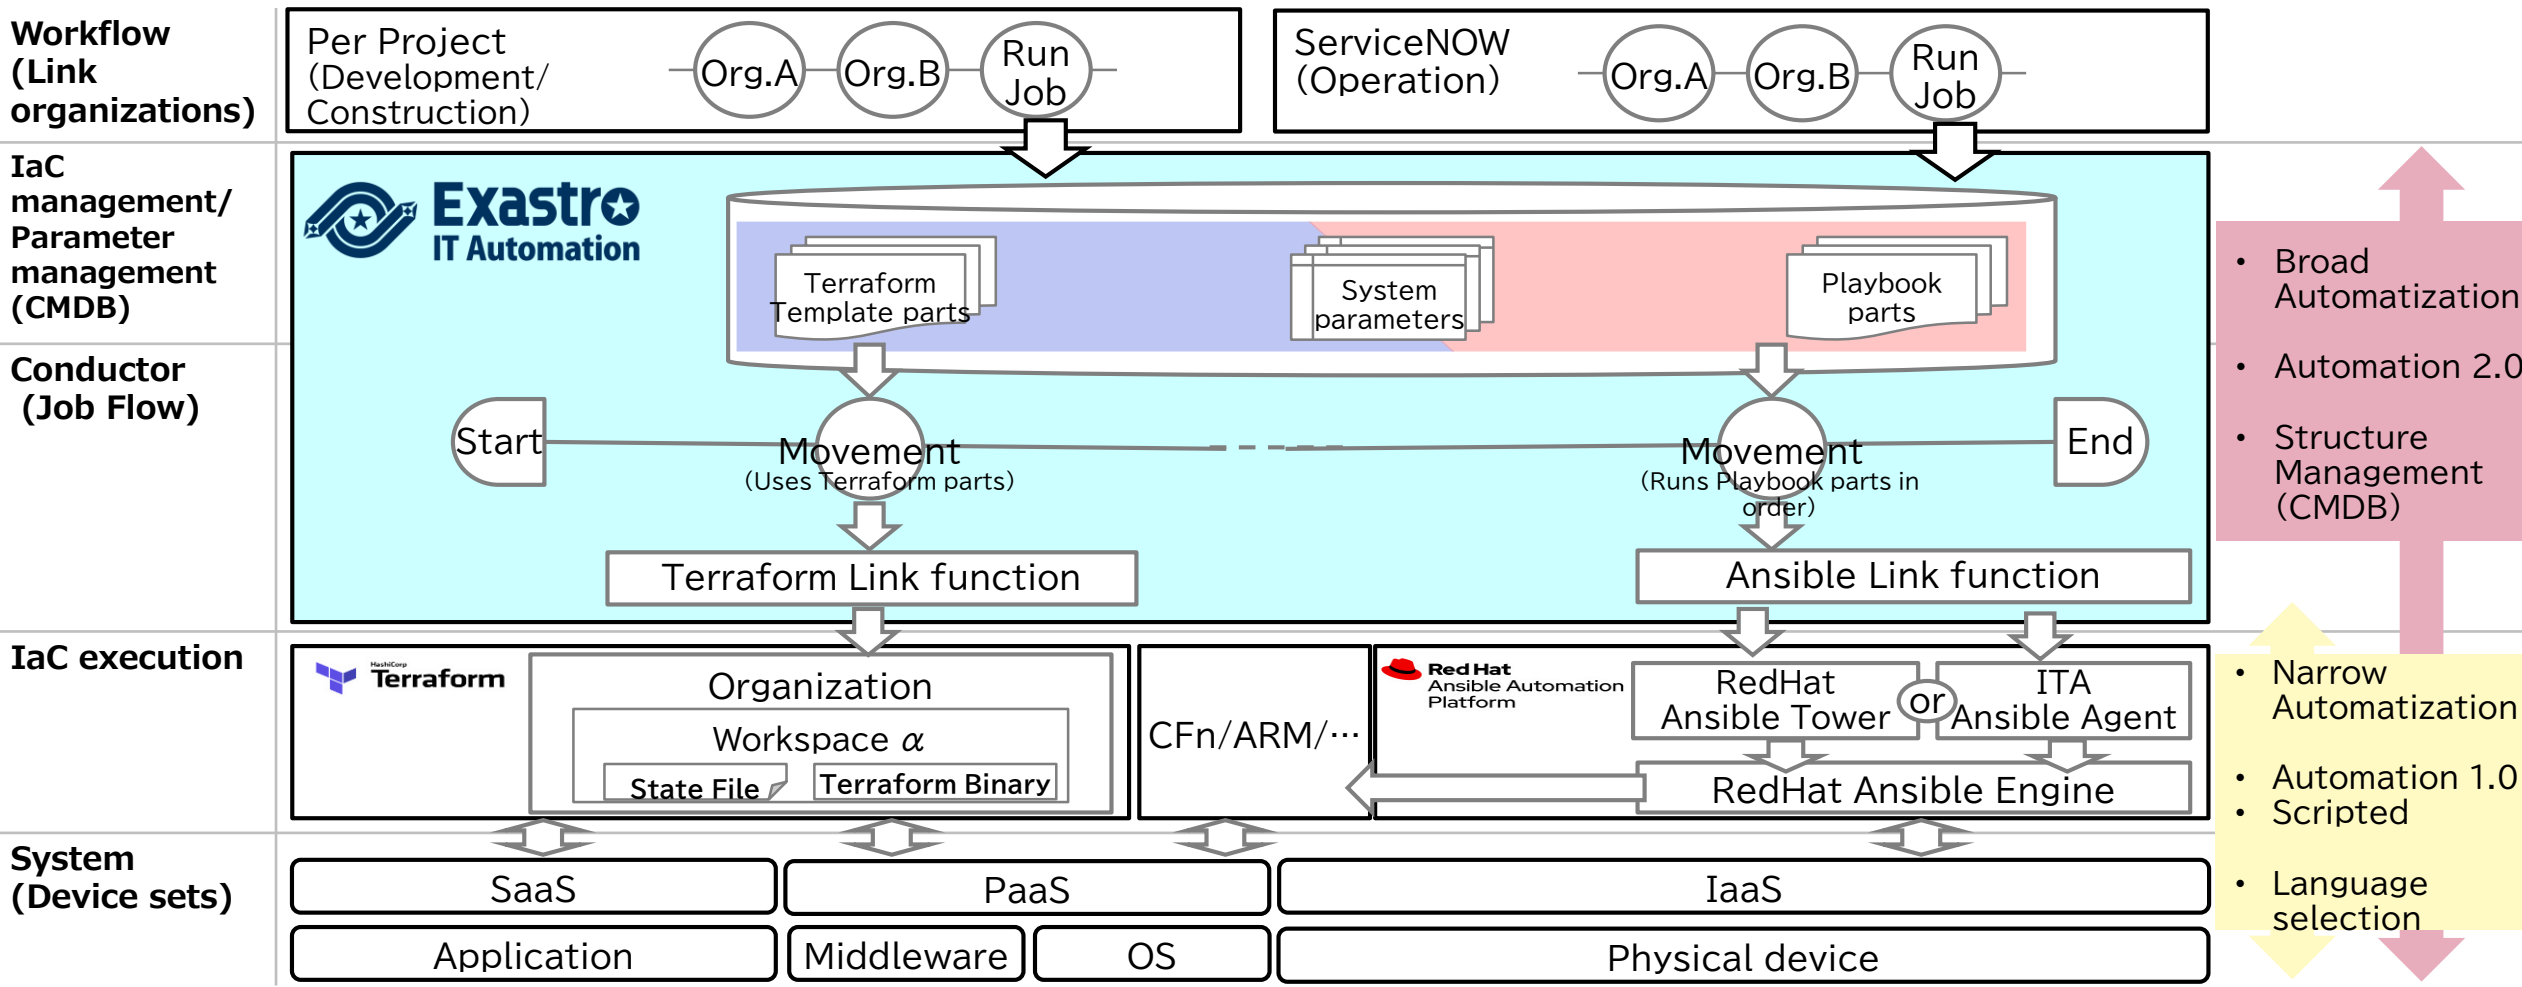 Workflow
(Link
organizations)
Per Project
(Development/
Construction)
Org.A
Org.B
Run
Job
ServiceNOW
(Operation)
Org.A
Org.B
Run
Job
IaC
management/
Parameter
management
(CMDB)
Exastro
IT Automation
Terraform
Template parts
System
parameters
Playbook
parts
Conductor
(Job Flow)
Start
Movement
(Uses Terraform parts)
Movement
(Runs Playbook parts in
order)
End
Terraform Link function
Ansible Link function
• Broad
Automatization
• Automation 2.0
• Structure
Management
(CMDB)
IaC execution
HashiCorp
Terraform
Organization
Workspace α
State File
Terraform Binary
CFn/ARM/…
Red Hat
Ansible Automation
Platform
RedHat
Ansible Tower
or
ITA
Ansible Agent
RedHat Ansible Engine
• Narrow
Automatization
• Automation 1.0
• Scripted
• Language
selection
System
(Device sets)
SaaS
PaaS
IaaS
Application
Middleware
OS
Physical device